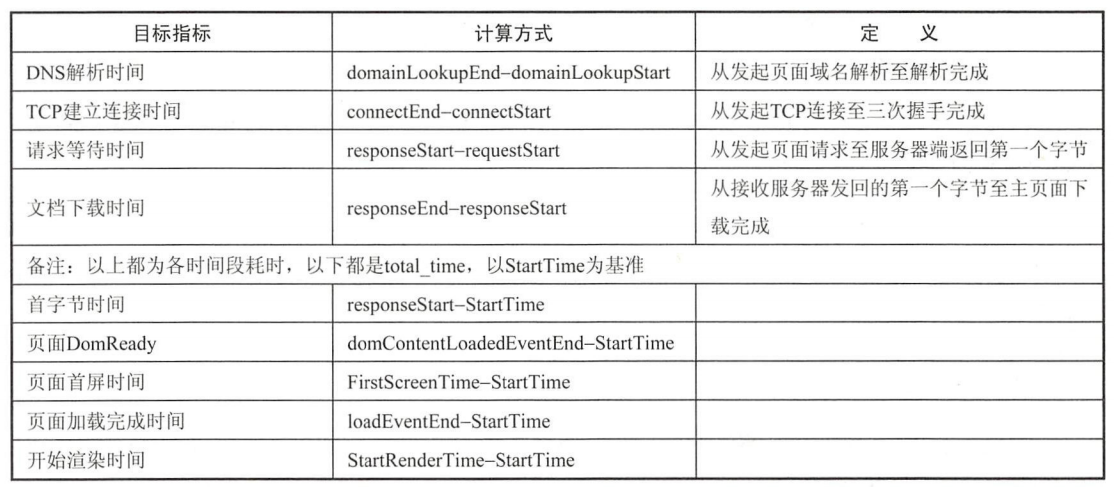 目标指标 计算方式 定 义
DNS解析时间 domainLookupEnd–domainLookupStart 从发起页面域名解析至解析完成
TCP建立连接时间 connectEnd–connectStart 从发起TCP连接至三次握手完成
请求等待时间 responseStart–requestStart 从发起页面请求至服务器端返回第一个字节
文档下载时间 responseEnd–responseStart 从接收服务器发回的第一个字节至主页面下
载完成
备注：以上都为各时间段耗时，以下都是total_time，以StartTime为基准
首字节时间 responseStart–StartTime
页面DomReady domContentLoadedEventEnd–StartTime
页面首屏时间 FirstScreenTime–StartTime
页面加载完成时间 loadEventEnd–StartTime
开始渲染时间 StartRenderTime–StartTime